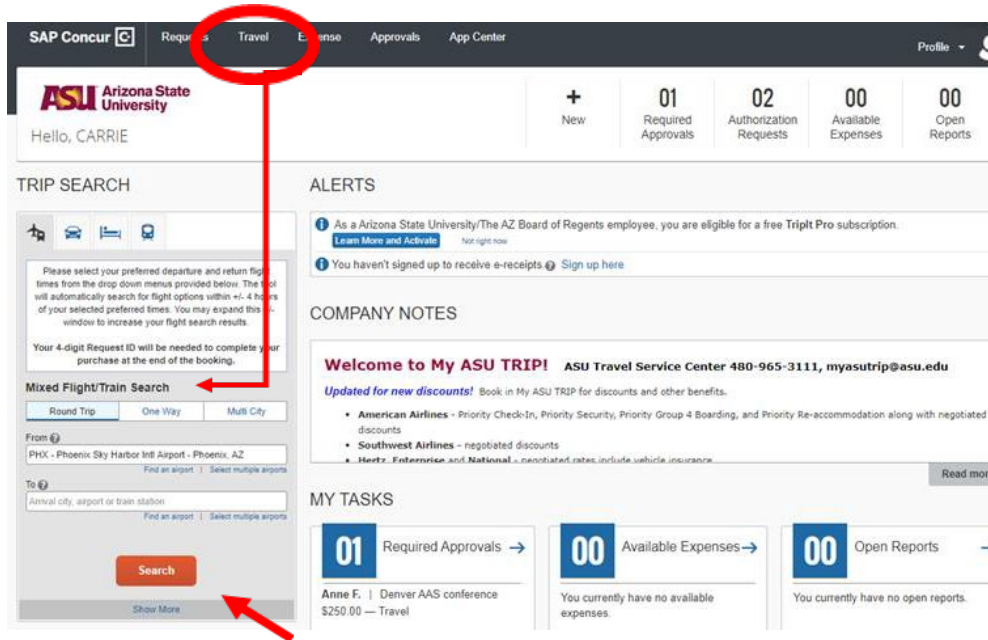 SAP Concur C Requests Travel Expense Approvals App Center
Profile
ASU Arizona State
University
Hello, CARRIE
+
New
01
Required
Approvals
02
Authorization
Requests
00
Available
Expenses
00
Open
Reports
TRIP SEARCH
Please select your preferred departure and return flight
times from the drop down menus provided below. The tool
will automatically search for flight options within +/- 4 hours
of your selected preferred times. You may expand this +/-
window to increase your flight search results.
Your 4-digit Request ID will be needed to complete your
purchase at the end of the booking.
Mixed Flight/Train Search
Round Trip One Way Multi City
From ?
PHX - Phoenix Sky Harbor Intl Airport - Phoenix, AZ
Find an airport | Select multiple airports
To ?
Arrival city, airport or train station
Find an airport | Select multiple airports
Search
Show More
ALERTS
As a Arizona State University/The AZ Board of Regents employee, you are eligible for a free TripIt Pro subscription.
Learn More and Activate Not right now
You haven't signed up to receive e-receipts ? Sign up here
COMPANY NOTES
Welcome to My ASU TRIP! ASU Travel Service Center 480-965-3111, myasutrip@asu.edu
Updated for new discounts! Book in My ASU TRIP for discounts and other benefits.
• American Airlines - Priority Check-In, Priority Security, Priority Group 4 Boarding, and Priority Re-accommodation along with negotiated
discounts
• Southwest Airlines - negotiated discounts
• Hertz, Enterprise and National - negotiated rates include vehicle insurance
Read mor
MY TASKS
01 Required Approvals →
Anne F. | Denver AAS conference
$250.00 — Travel
00 Available Expenses →
You currently have no available
expenses.
00 Open Reports
You currently have no open reports.